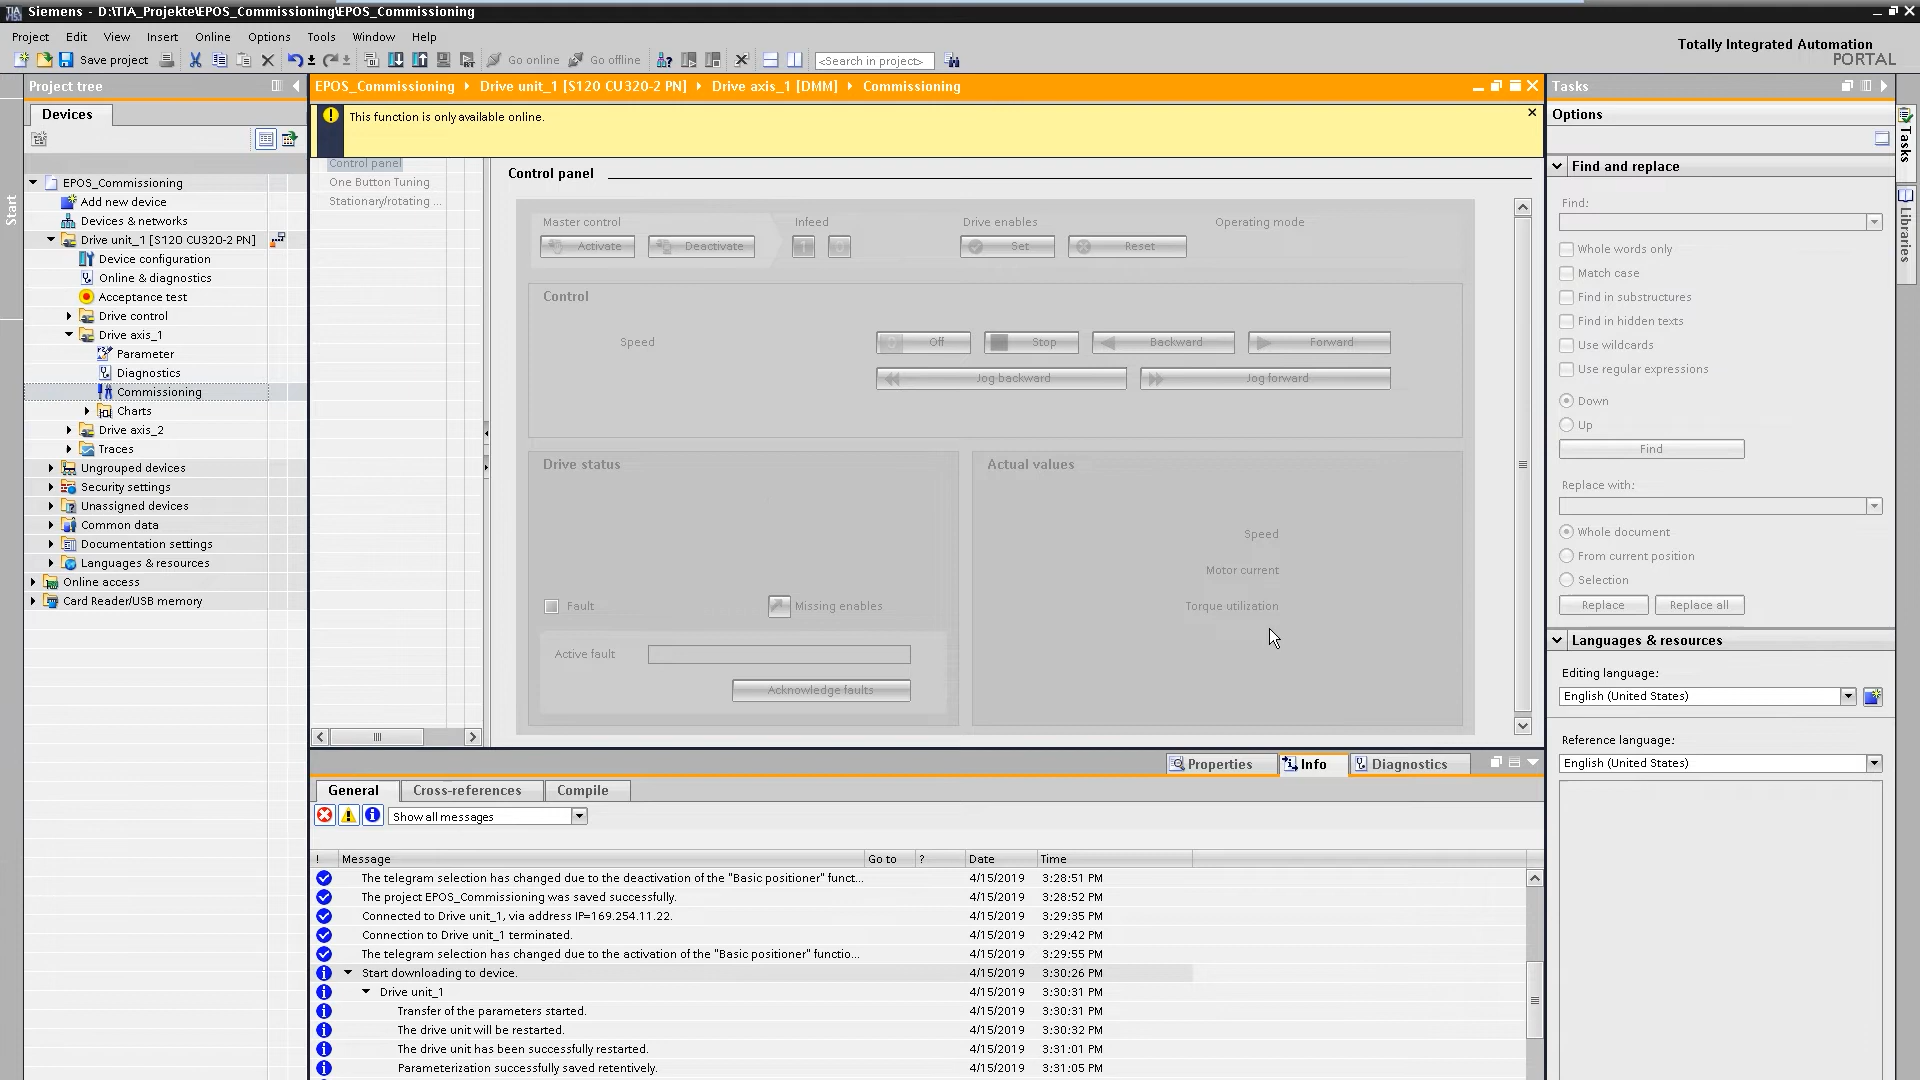 Siemens - D:\TIA_Projekte\EPOS_Commissioning\EPOS_Commissioning
Project Edit View Insert Online Options Tools Window Help
Totally Integrated Automation
PORTAL
Save project
Go online
Go offline
<Search in project>
Project tree
Devices
Start
EPOS_Commissioning
Add new device
Devices & networks
Drive unit_1 [S120 CU320-2 PN]
Device configuration
Online & diagnostics
Acceptance test
Drive control
Drive axis_1
Parameter
Diagnostics
Commissioning
Charts
Drive axis_2
Traces
Ungrouped devices
Security settings
Unassigned devices
Common data
Documentation settings
Languages & resources
Online access
Card Reader/USB memory
EPOS_Commissioning Drive unit_1 [S120 CU320-2 PN] Drive axis_1 [DMM] Commissioning
This function is only available online.
Control panel
One Button Tuning
Stationary/rotating ...
Control panel
Master control Infeed Drive enables Operating mode
Activate Deactivate 1 0 Set Reset
Control
Speed
Off Stop Backward Forward
Jog backward Jog forward
Drive status
Fault
Missing enables
Active fault
Acknowledge faults
Actual values
Speed
Motor current
Torque utilization
Properties Info Diagnostics
General Cross-references Compile
Show all messages
! Message Go to ? Date Time
The telegram selection has changed due to the deactivation of the "Basic positioner" funct... 4/15/2019 3:28:51 PM
The project EPOS_Commissioning was saved successfully. 4/15/2019 3:28:52 PM
Connected to Drive unit_1, via address IP=169.254.11.22. 4/15/2019 3:29:35 PM
Connection to Drive unit_1 terminated. 4/15/2019 3:29:42 PM
The telegram selection has changed due to the activation of the "Basic positioner" functio... 4/15/2019 3:29:55 PM
Start downloading to device. 4/15/2019 3:30:26 PM
Drive unit_1 4/15/2019 3:30:31 PM
Transfer of the parameters started. 4/15/2019 3:30:31 PM
The drive unit will be restarted. 4/15/2019 3:30:32 PM
The drive unit has been successfully restarted. 4/15/2019 3:31:01 PM
Parameterization successfully saved retentively. 4/15/2019 3:31:05 PM
Tasks
Options
Find and replace
Find:
Whole words only
Match case
Find in substructures
Find in hidden texts
Use wildcards
Use regular expressions
Down
Up
Find
Replace with:
Whole document
From current position
Selection
Replace Replace all
Languages & resources
Editing language:
English (United States)
Reference language:
English (United States)
Tasks
Libraries